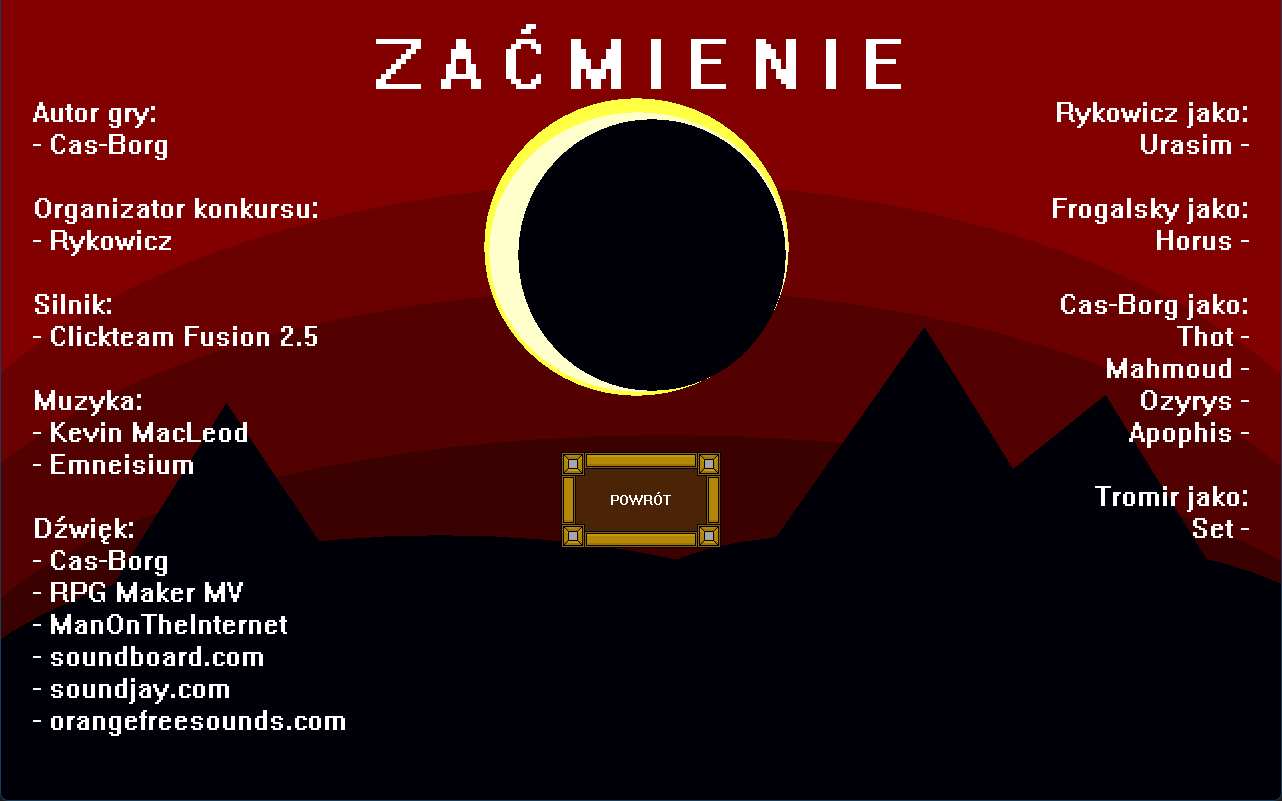 ZAĆMIENIE
Autor gry:
- Cas-Borg
Organizator konkursu:
- Rykowicz
Silnik:
- Clickteam Fusion 2.5
Muzyka:
- Kevin MacLeod
- Emneisium
Dźwięk:
- Cas-Borg
- RPG Maker MV
- ManOnTheInternet
- soundboard.com
- soundjay.com
- orangefreesounds.com
POWRÓT
Rykowicz jako:
Urasim -
Frogalsky jako:
Horus -
Cas-Borg jako:
Thot -
Mahmoud -
Ozyrys -
Apophis -
Tromir jako:
Set -